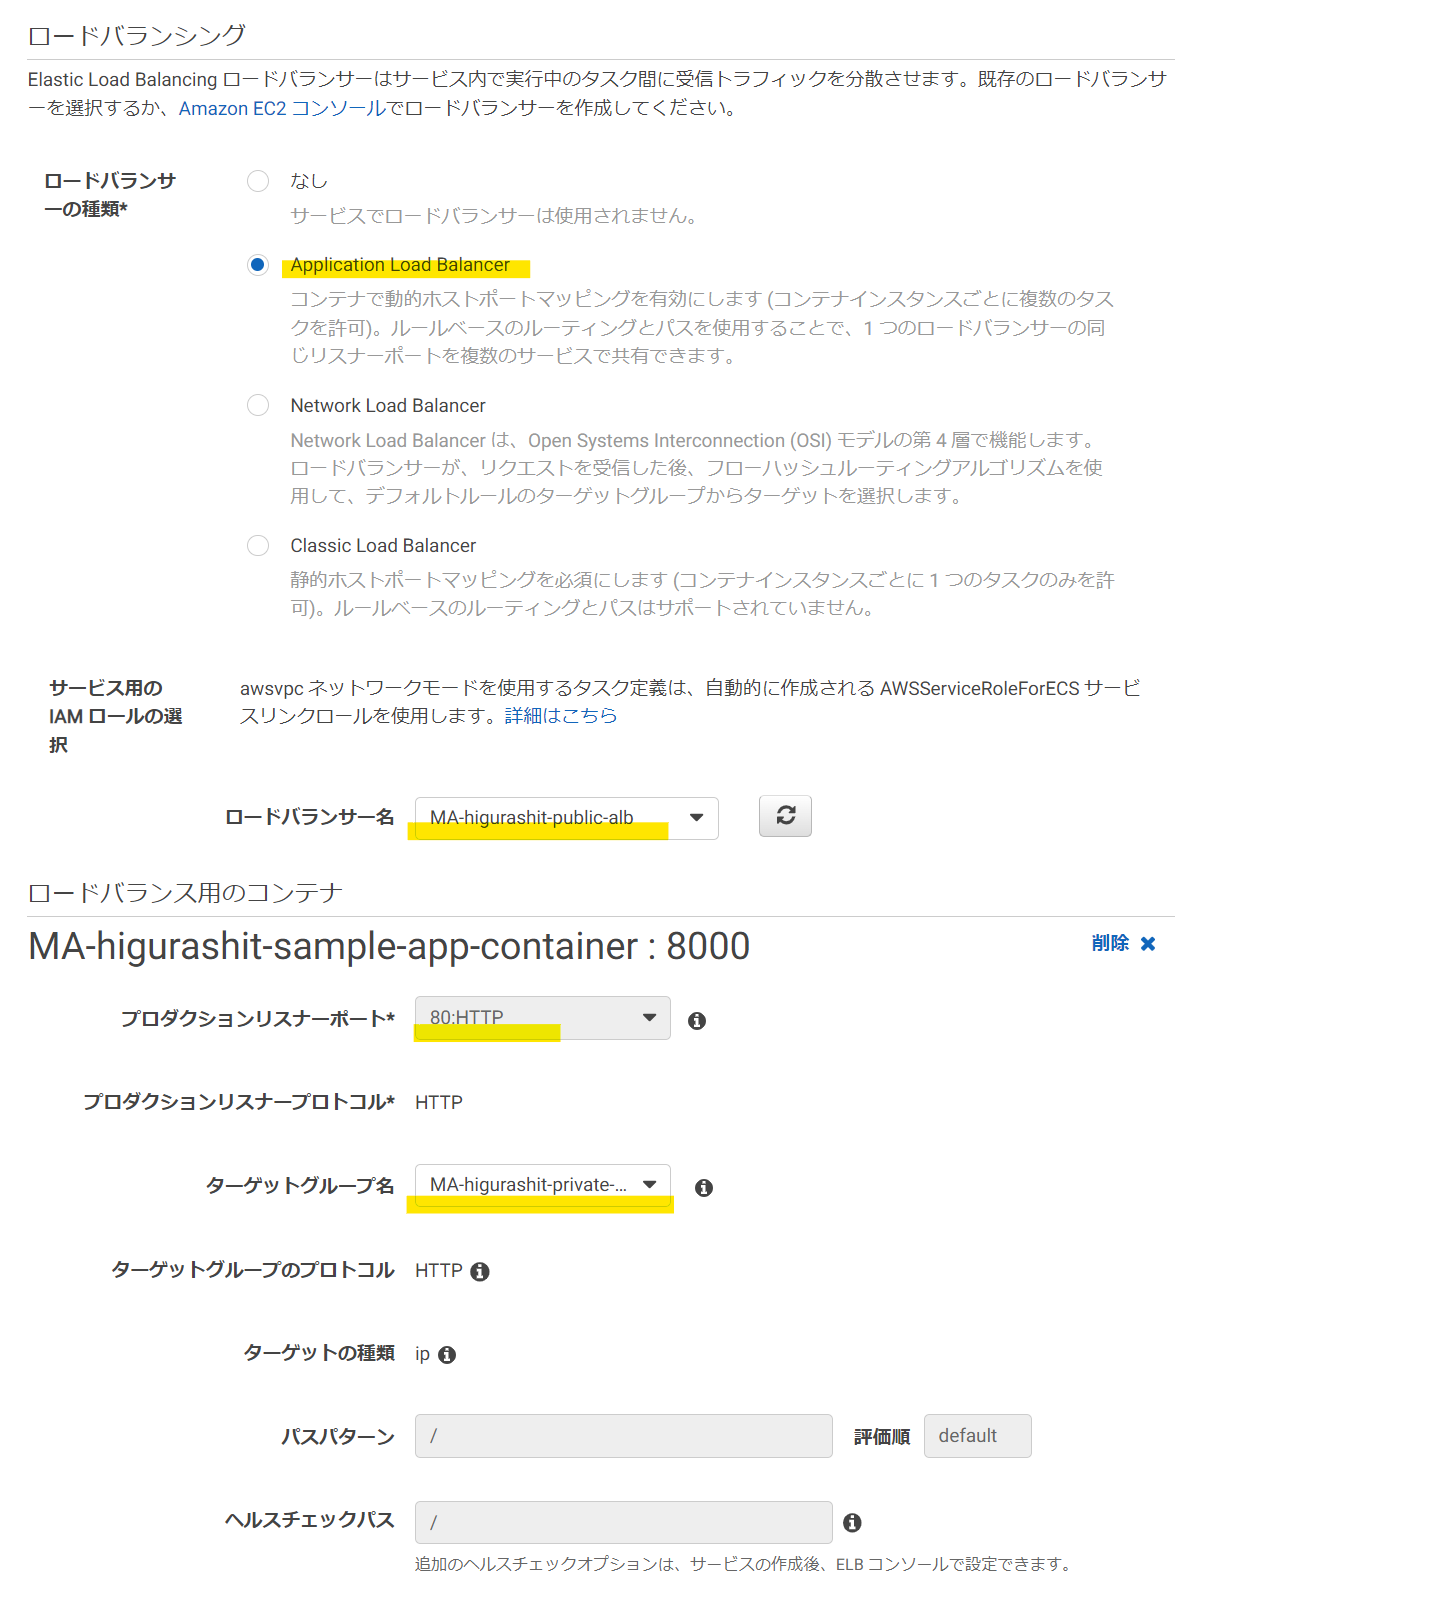 ロードバランシング
Elastic Load Balancing ロードバランサーはサービス内で実行中のタスク間に受信トラフィックを分散させます。既存のロードバランサ
ーを選択するか、Amazon EC2 コンソールでロードバランサーを作成してください。
ロードバランサ
ーの種類*
なし
サービスでロードバランサーは使用されません。
Application Load Balancer
コンテナで動的ホストポートマッピングを有効にします (コンテナインスタンスごとに複数のタス
クを許可)。ルールベースのルーティングとパスを使用することで、1 つのロードバランサーの同
じリスナーポートを複数のサービスで共有できます。
Network Load Balancer
Network Load Balancer は、Open Systems Interconnection (OSI) モデルの第 4 層で機能します。
ロードバランサーが、リクエストを受信した後、フローハッシュルーティングアルゴリズムを使
用して、デフォルトルールのターゲットグループからターゲットを選択します。
Classic Load Balancer
静的ホストポートマッピングを必須にします (コンテナインスタンスごとに 1 つのタスクのみを許
可)。ルールベースのルーティングとパスはサポートされていません。
サービス用の
IAM ロールの選
択
awsvpc ネットワークモードを使用するタスク定義は、自動的に作成される AWSServiceRoleForECS サービ
スリンクロールを使用します。詳細はこちら
ロードバランサー名 MA-higurashit-public-alb
ロードバランス用のコンテナ
MA-higurashit-sample-app-container : 8000 削除
プロダクションリスナーポート* 80:HTTP
プロダクションリスナープロトコル* HTTP
ターゲットグループ名 MA-higurashit-private-...
ターゲットグループのプロトコル HTTP
ターゲットの種類 ip
パスパターン / 評価順 default
ヘルスチェックパス /
追加のヘルスチェックオプションは、サービスの作成後、ELB コンソールで設定できます。